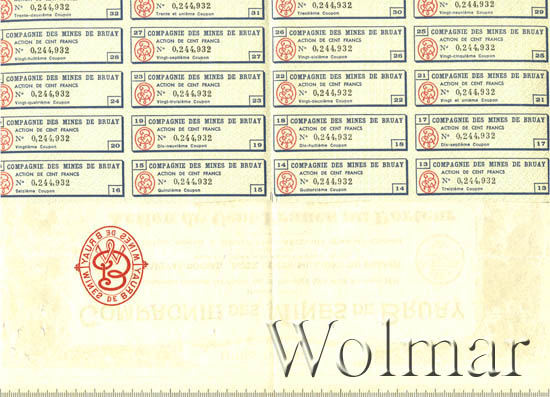 N° 0,244,932
Trente-deuxième Coupon 32
N° 0,244,932
Trente et unième Coupon 31
N° 0,244,932
Trentième Coupon 30
N° 0,244,932
Vingt-neuvième Coupon 29
COMPAGNIE DES MINES DE BRUAY
ACTION DE CENT FRANCS
N° 0,244,932
Vingt-huitième Coupon 28
27 COMPAGNIE DES MINES DE BRUAY
ACTION DE CENT FRANCS
N° 0,244,932
Vingt-septième Coupon 27
26 COMPAGNIE DES MINES DE BRUAY
ACTION DE CENT FRANCS
N° 0,244,932
Vingt-sixième Coupon 26
25 COMPAGNIE DES MINES DE BRUAY
ACTION DE CENT FRANCS
N° 0,244,932
Vingt-cinquième Coupon 25
COMPAGNIE DES MINES DE BRUAY
ACTION DE CENT FRANCS
N° 0,244,932
Vingt-quatrième Coupon 24
23 COMPAGNIE DES MINES DE BRUAY
ACTION DE CENT FRANCS
N° 0,244,932
Vingt-troisième Coupon 23
22 COMPAGNIE DES MINES DE BRUAY
ACTION DE CENT FRANCS
N° 0,244,932
Vingt-deuxième Coupon 22
21 COMPAGNIE DES MINES DE BRUAY
ACTION DE CENT FRANCS
N° 0,244,932
Vingt et unième Coupon 21
COMPAGNIE DES MINES DE BRUAY
ACTION DE CENT FRANCS
N° 0,244,932
Vingtième Coupon 20
19 COMPAGNIE DES MINES DE BRUAY
ACTION DE CENT FRANCS
N° 0,244,932
Dix-neuvième Coupon 19
18 COMPAGNIE DES MINES DE BRUAY
ACTION DE CENT FRANCS
N° 0,244,932
Dix-huitième Coupon 18
17 COMPAGNIE DES MINES DE BRUAY
ACTION DE CENT FRANCS
N° 0,244,932
Dix-septième Coupon 17
COMPAGNIE DES MINES DE BRUAY
ACTION DE CENT FRANCS
N° 0,244,932
Seizième Coupon 16
15 COMPAGNIE DES MINES DE BRUAY
ACTION DE CENT FRANCS
N° 0,244,932
Quinzième Coupon 15
14 COMPAGNIE DES MINES DE BRUAY
ACTION DE CENT FRANCS
N° 0,244,932
Quatorzième Coupon 14
13 COMPAGNIE DES MINES DE BRUAY
ACTION DE CENT FRANCS
N° 0,244,932
Treizième Coupon 13
Action de Cent Francs au Porteur
MINES DE BRUAY
MINES DE BRUAY
COMPAGNIE DES MINES DE BRUAY
Wolmar